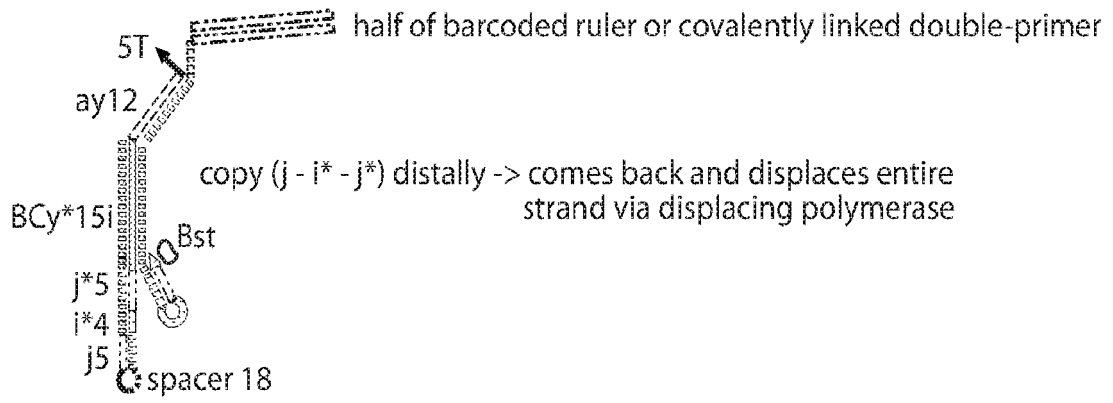 half of barcoded ruler or covalently linked double-primer
5T
ay12
copy (j - i* - j*) distally -> comes back and displaces entire
strand via displacing polymerase
BCy*15i
Bst
j*5
i*4
j5
spacer 18